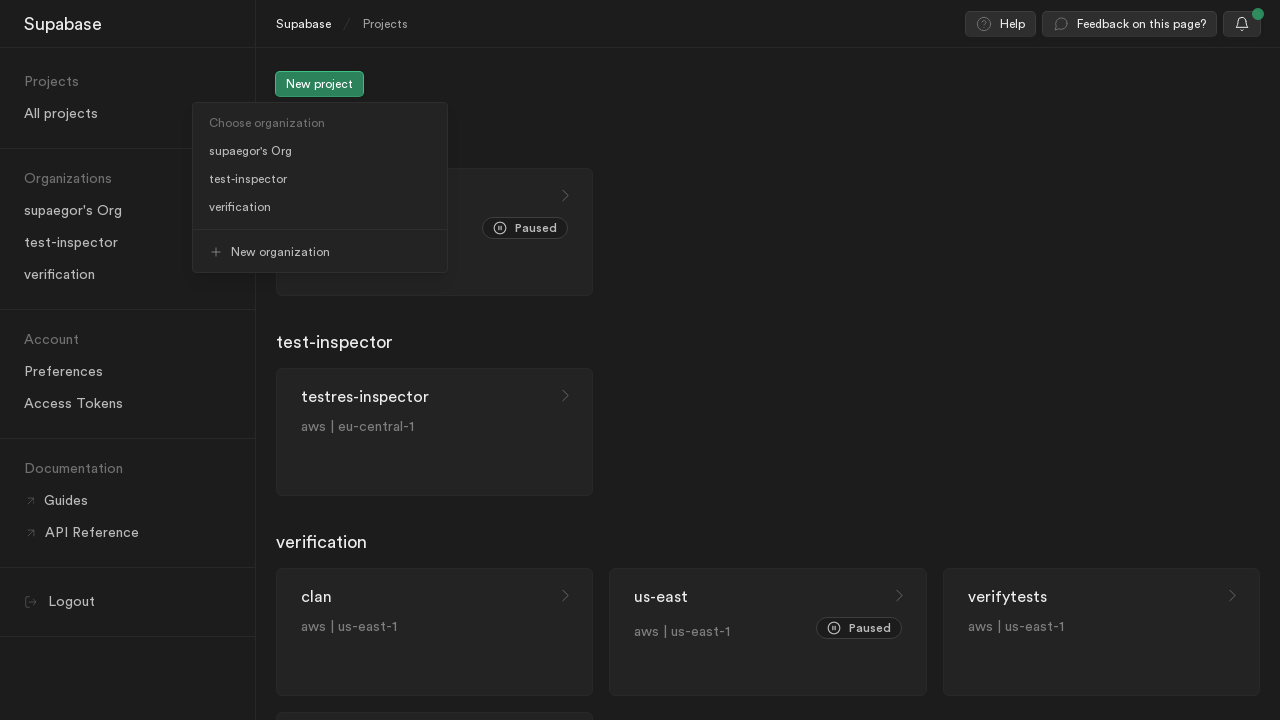 Supabase
Projects
All projects
Organizations
supaegor's Org
test-inspector
verification
Account
Preferences
Access Tokens
Documentation
Guides
API Reference
Logout
Supabase / Projects
Help
Feedback on this page?
New project
Choose organization
supaegor's Org
test-inspector
verification
New organization
Paused
test-inspector
testres-inspector
aws | eu-central-1
verification
clan
aws | us-east-1
us-east
aws | us-east-1
Paused
verifytests
aws | us-east-1